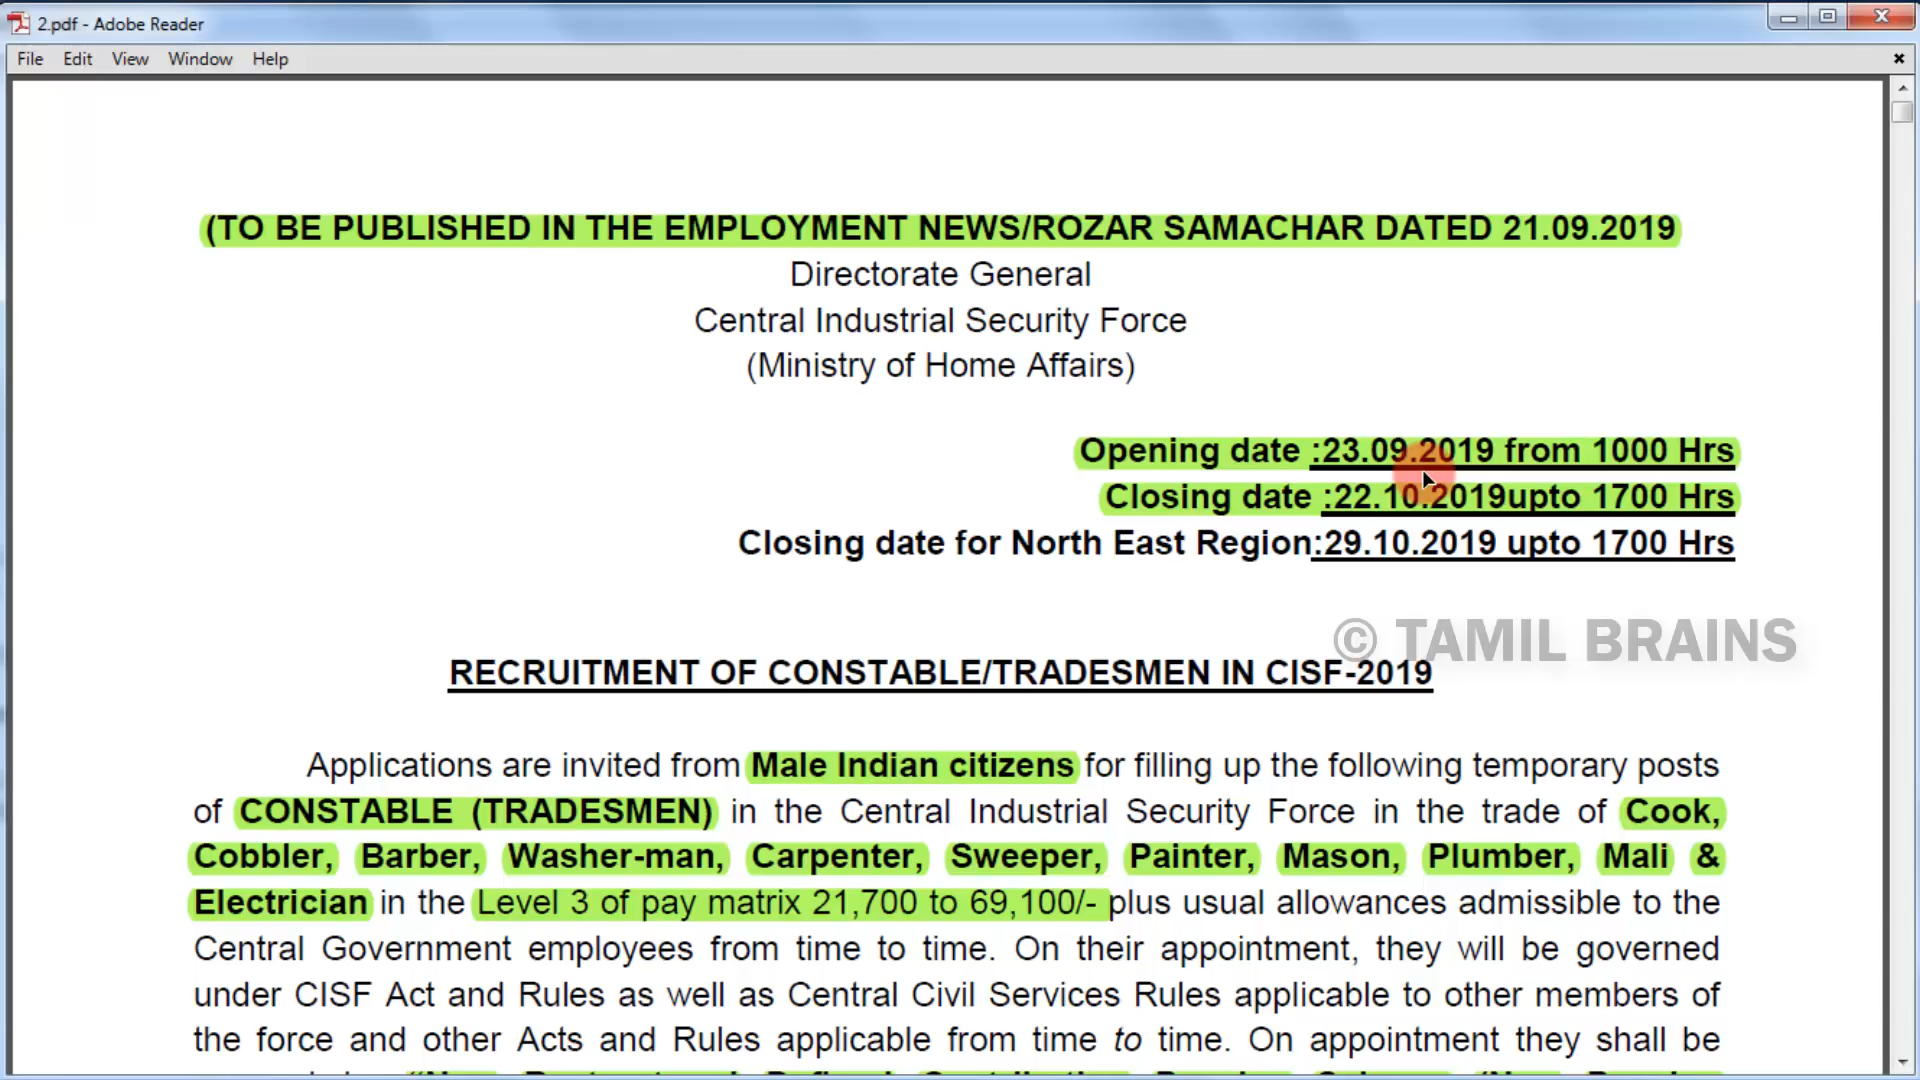 2.pdf - Adobe Reader
File Edit View Window Help
(TO BE PUBLISHED IN THE EMPLOYMENT NEWS/ROZAR SAMACHAR DATED 21.09.2019
Directorate General
Central Industrial Security Force
(Ministry of Home Affairs)
Opening date :23.09.2019 from 1000 Hrs
Closing date :22.10.2019upto 1700 Hrs
Closing date for North East Region:29.10.2019 upto 1700 Hrs
© TAMIL BRAINS
RECRUITMENT OF CONSTABLE/TRADESMEN IN CISF-2019
Applications are invited from Male Indian citizens for filling up the following temporary posts
of CONSTABLE (TRADESMEN) in the Central Industrial Security Force in the trade of Cook,
Cobbler, Barber, Washer-man, Carpenter, Sweeper, Painter, Mason, Plumber, Mali &
Electrician in the Level 3 of pay matrix 21,700 to 69,100/- plus usual allowances admissible to the
Central Government employees from time to time. On their appointment, they will be governed
under CISF Act and Rules as well as Central Civil Services Rules applicable to other members of
the force and other Acts and Rules applicable from time to time. On appointment they shall be